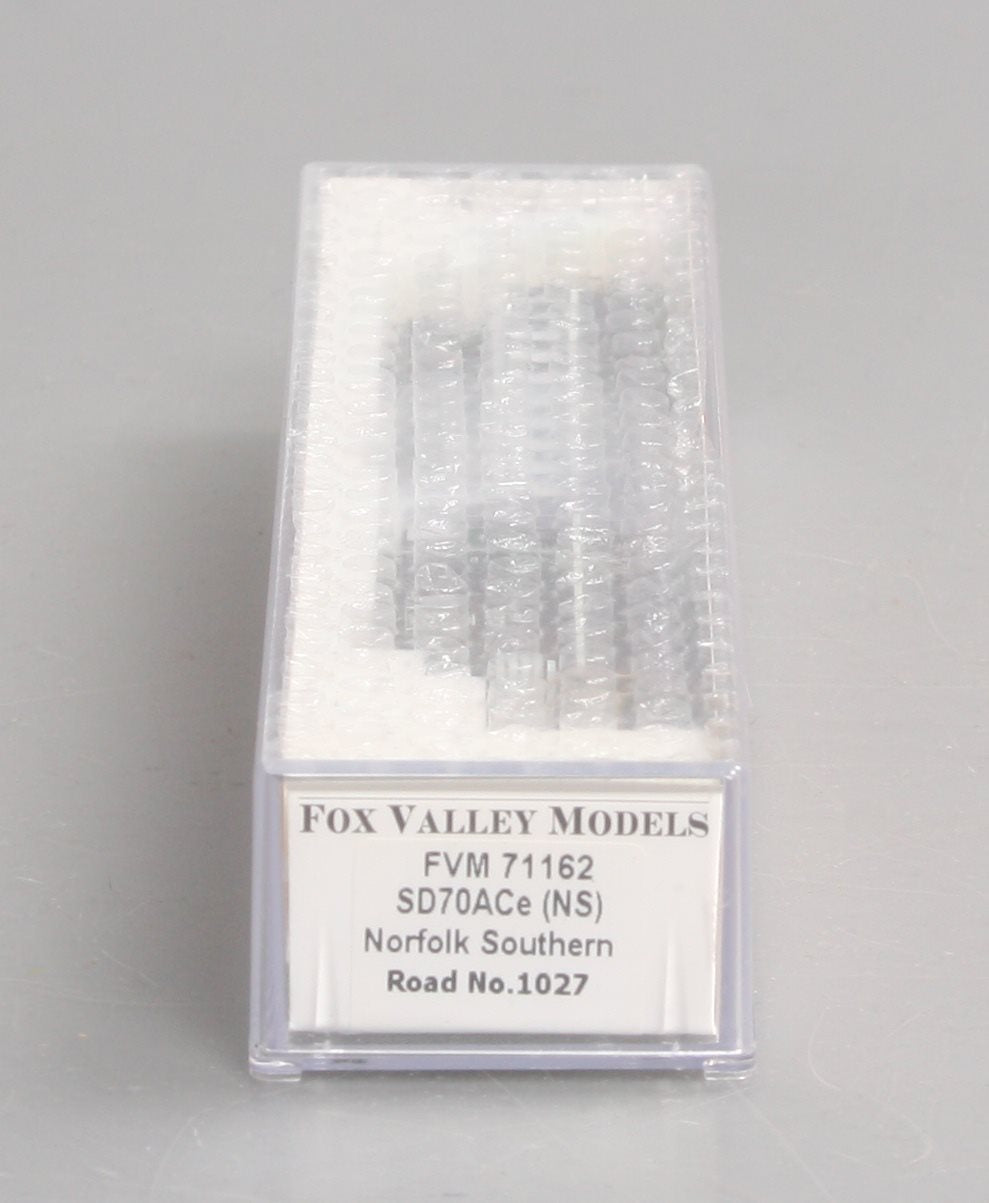 FOX VALLEY MODELS
FVM 71162
SD70ACe (NS)
Norfolk Southern
Road No.1027